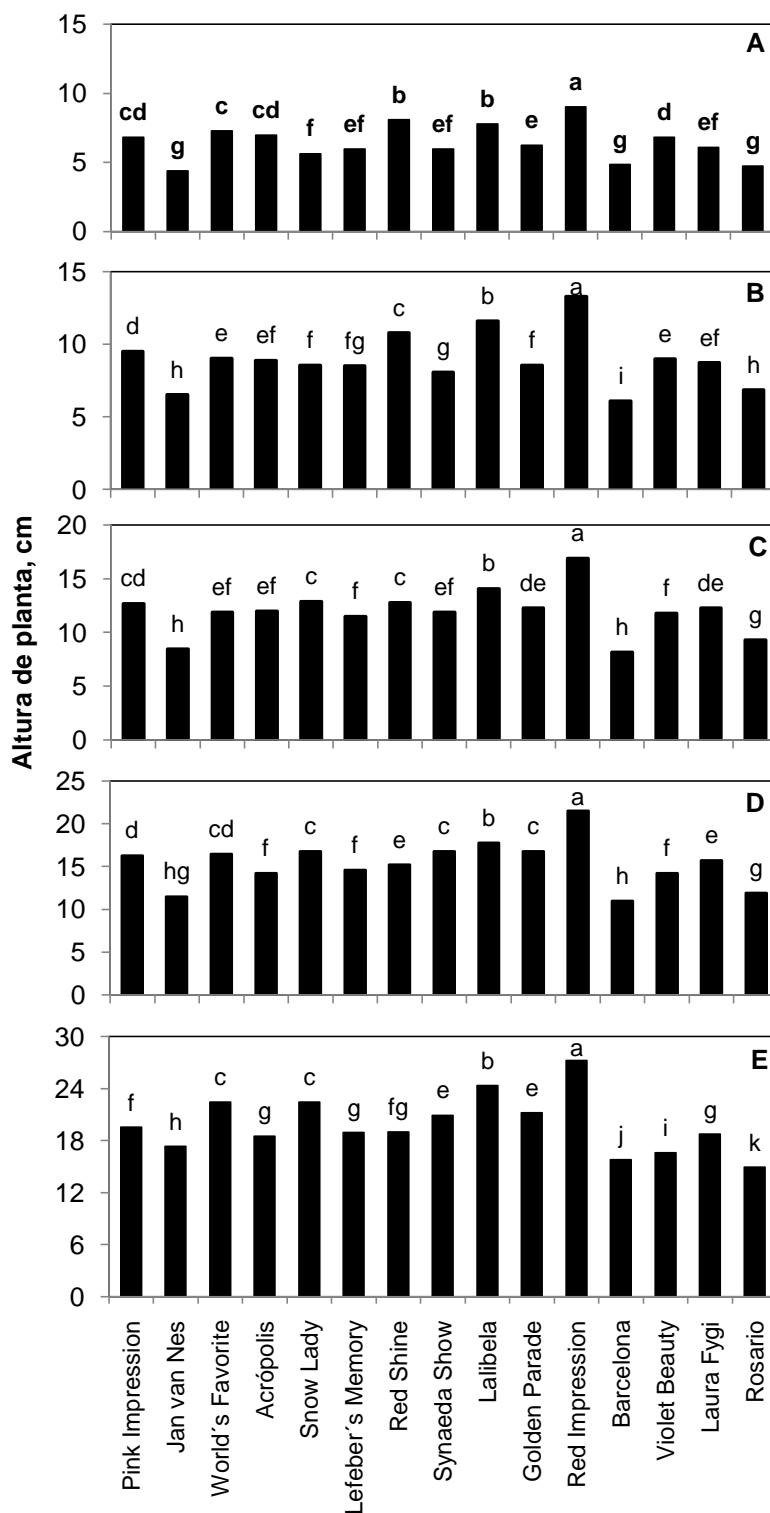 Altura de planta, cm
15
10
5
0
A
cd g c cd f ef b ef b e a g d ef g
15
10
5
0
B
d h e ef f fg c g b f a i e ef h
20
15
10
5
0
C
cd h ef ef c f c ef b de a h f de g
25
20
15
10
5
0
D
d hg cd f c f e c b c a h f e g
30
24
18
12
6
0
E
f h c g c g fg e b e a j i g k
Pink Impression
Jan van Nes
World´s Favorite
Acrópolis
Snow Lady
Lefeber´s Memory
Red Shine
Synaeda Show
Lalibela
Golden Parade
Red Impression
Barcelona
Violet Beauty
Laura Fygi
Rosario